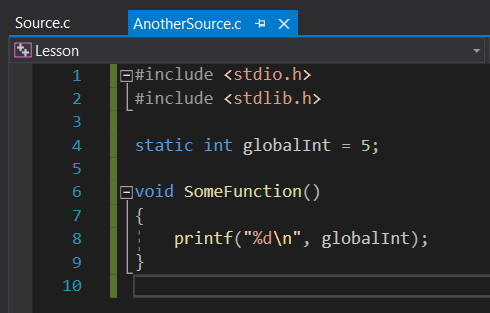 Source.c AnotherSource.c
Lesson
1 #include <stdio.h>
2 #include <stdlib.h>
3
4 static int globalInt = 5;
5
6 void SomeFunction()
7 {
8     printf("%d\n", globalInt);
9 }
10